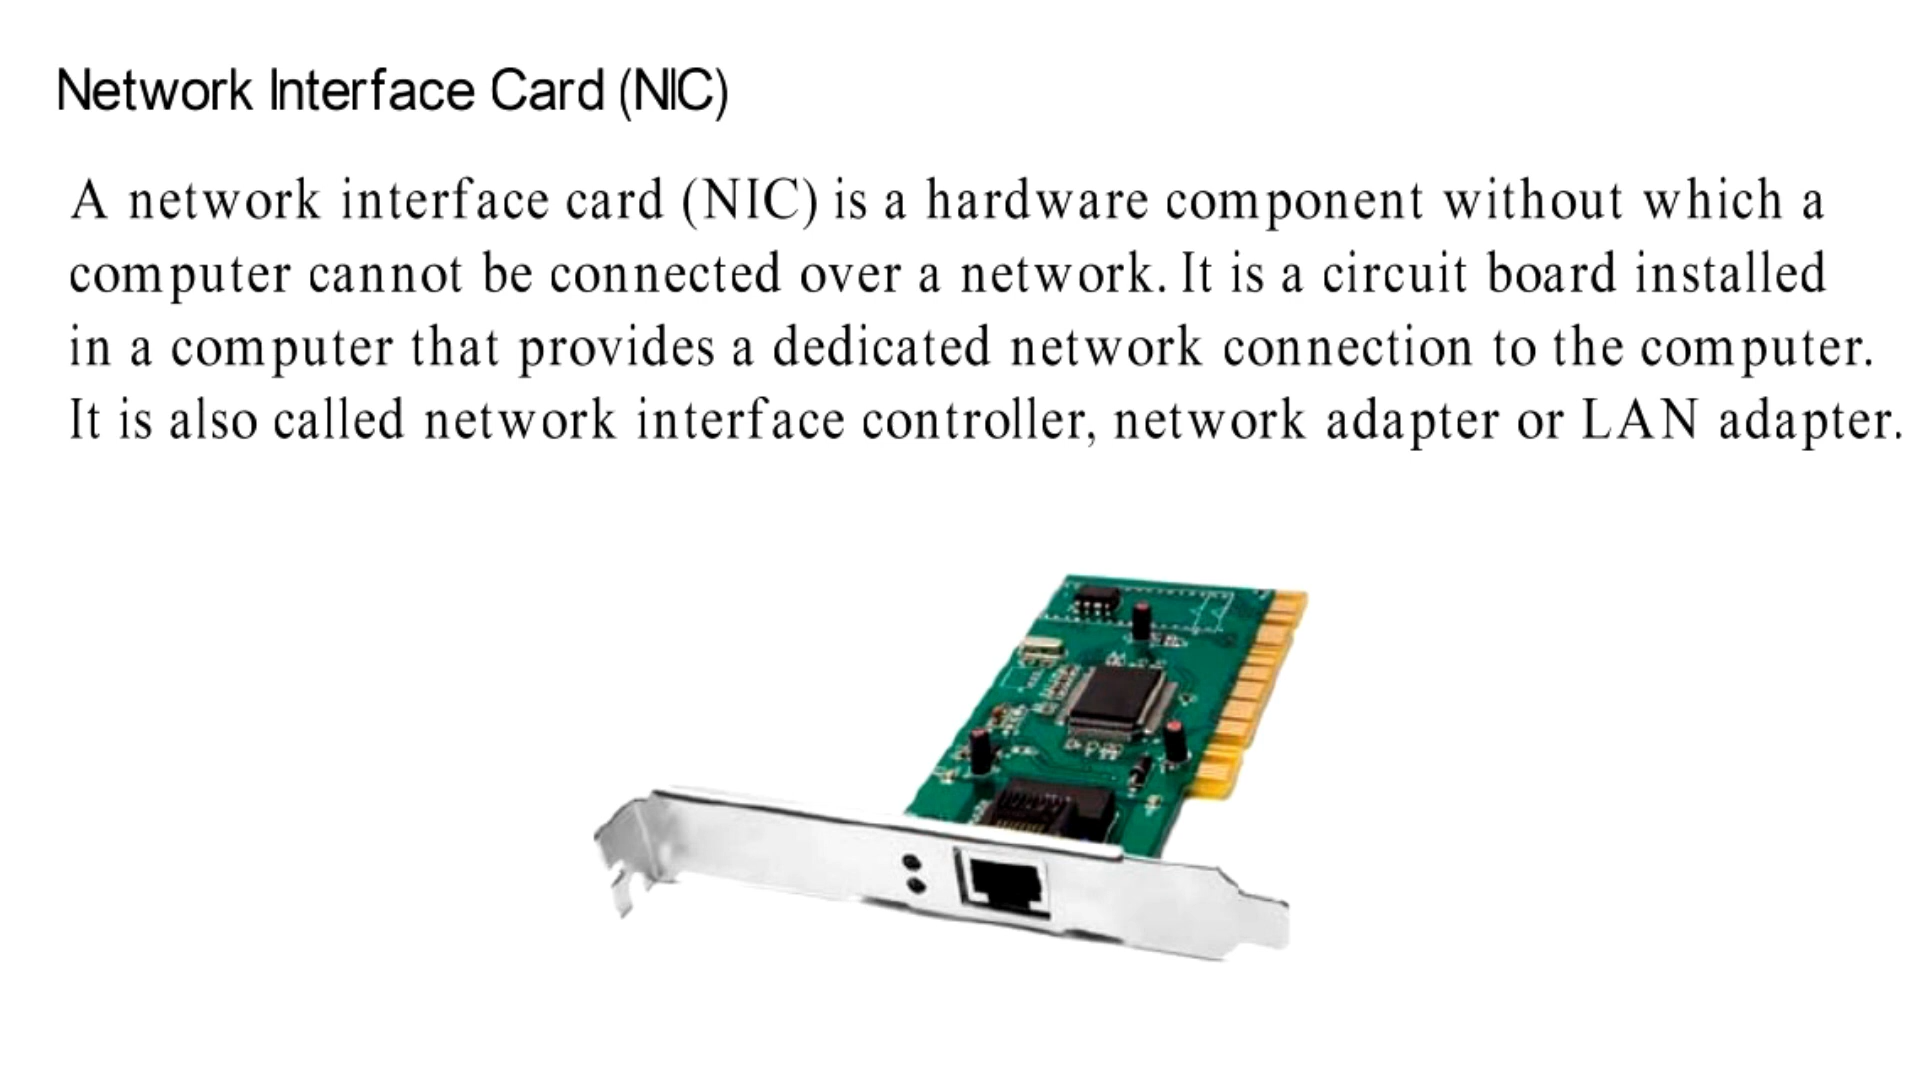 Network Interface Card (NIC)
A network interface card (NIC) is a hardware component without which a
computer cannot be connected over a network. It is a circuit board installed
in a computer that provides a dedicated network connection to the computer.
It is also called network interface controller, network adapter or LAN adapter.